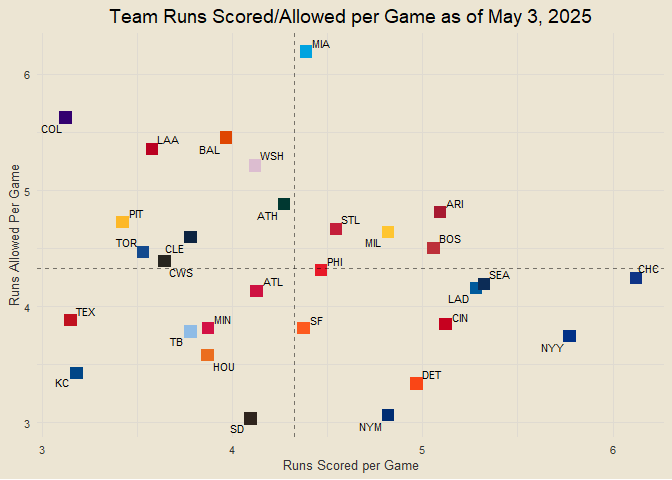 Team Runs Scored/Allowed per Game as of May 3, 2025
MIA
6
COL
LAA
BAL
WSH
5
ATH
ARI
PIT
STL
MIL
BOS
TOR
CLE
CWS
PHI
CHC
SEA
LAD
ATL
4
TEX
MIN
TB
SF
CIN
NYY
HOU
KC
DET
SD
NYM
3
Runs Allowed Per Game
3
4
5
6
Runs Scored per Game